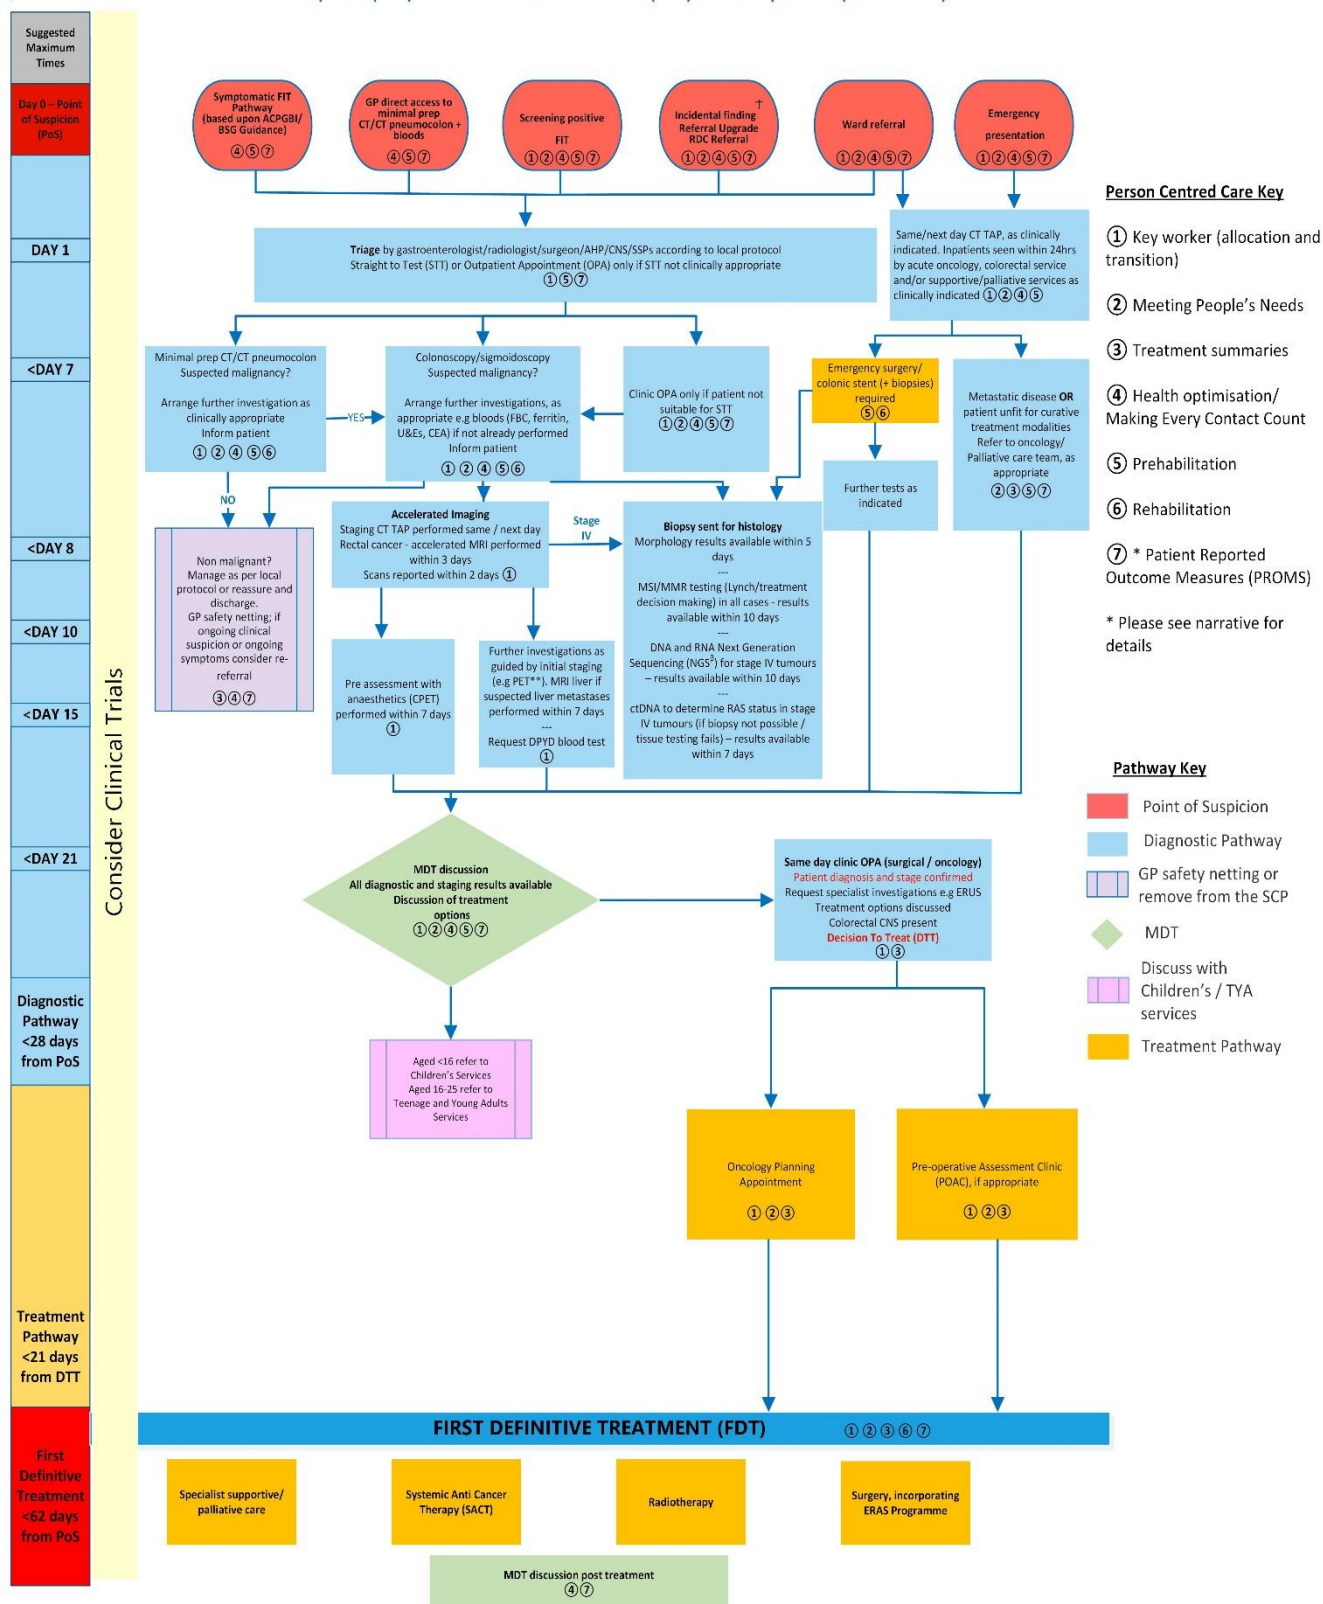 Suggested
Maximum
Times
Day 0 – Point
of Suspicion
(PoS)
DAY 1
<DAY 7
<DAY 8
<DAY 10
<DAY 15
<DAY 21
Diagnostic
Pathway
<28 days
from PoS
Treatment
Pathway
<21 days
from DTT
First
Definitive
Treatment
<62 days
from PoS
Consider Clinical Trials
Symptomatic FIT
Pathway
(based upon ACPGBI/
BSG Guidance)
④⑤⑦
GP direct access to
minimal prep
CT/CT pneumocolon +
bloods
④⑤⑦
Screening positive
FIT
①②④⑤⑦
†
Incidental finding
Referral Upgrade
RDC Referral
①②④⑤⑦
Ward referral
①②④⑤⑦
Emergency
presentation
①②④⑤⑦
Triage by gastroenterologist/radiologist/surgeon/AHP/CNS/SSPs according to local protocol
Straight to Test (STT) or Outpatient Appointment (OPA) only if STT not clinically appropriate
①⑤⑦
Same/next day CT TAP, as clinically
indicated. Inpatients seen within 24hrs
by acute oncology, colorectal service
and/or supportive/palliative services as
clinically indicated ①②④⑤
Minimal prep CT/CT pneumocolon
Suspected malignancy?
Arrange further investigation as
clinically appropriate
Inform patient
① ② ④ ⑤ ⑥
YES
NO
Colonoscopy/sigmoidoscopy
Suspected malignancy?
Arrange further investigations, as
appropriate e.g bloods (FBC, ferritin,
U&Es, CEA) if not already performed
Inform patient
① ② ④ ⑤ ⑥
Clinic OPA only if patient not
suitable for STT
①②④⑤⑦
Emergency surgery/
colonic stent (+ biopsies)
required
⑤⑥
Metastatic disease OR
patient unfit for curative
treatment modalities
Refer to oncology/
Palliative care team, as
appropriate
②③⑤⑦
Further tests as
indicated
Non malignant?
Manage as per local
protocol or reassure and
discharge.
GP safety netting; if
ongoing clinical
suspicion or ongoing
symptoms consider re-
referral
③④⑦
Accelerated Imaging
Staging CT TAP performed same / next day
Rectal cancer - accelerated MRI performed
within 3 days
Scans reported within 2 days ①
Stage
IV
Biopsy sent for histology
Morphology results available within 5
days
---
MSI/MMR testing (Lynch/treatment
decision making) in all cases - results
available within 10 days
---
DNA and RNA Next Generation
Sequencing (NGS§) for stage IV tumours
– results available within 10 days
---
ctDNA to determine RAS status in stage
IV tumours (if biopsy not possible /
tissue testing fails) – results available
within 7 days
Pre assessment with
anaesthetics (CPET)
performed within 7 days
①
Further investigations as
guided by initial staging
(e.g PET**). MRI liver if
suspected liver metastases
performed within 7 days
---
Request DPYD blood test
①
MDT discussion
All diagnostic and staging results available
Discussion of treatment
options
①②④⑤⑦
Same day clinic OPA (surgical / oncology)
Patient diagnosis and stage confirmed
Request specialist investigations e.g ERUS
Treatment options discussed
Colorectal CNS present
Decision To Treat (DTT)
①③
Aged <16 refer to
Children's Services
Aged 16-25 refer to
Teenage and Young Adults
Services
Oncology Planning
Appointment
① ②③
Pre-operative Assessment Clinic
(POAC), if appropriate
① ②③
FIRST DEFINITIVE TREATMENT (FDT) ① ② ③ ⑥ ⑦
Specialist supportive/
palliative care
Systemic Anti Cancer
Therapy (SACT)
Radiotherapy
Surgery, incorporating
ERAS Programme
MDT discussion post treatment
④⑦
Person Centred Care Key
① Key worker (allocation and
transition)
② Meeting People's Needs
③ Treatment summaries
④ Health optimisation/
Making Every Contact Count
⑤ Prehabilitation
⑥ Rehabilitation
⑦ * Patient Reported
Outcome Measures (PROMS)
* Please see narrative for
details
Pathway Key
Point of Suspicion
Diagnostic Pathway
GP safety netting or
remove from the SCP
MDT
Discuss with
Children's / TYA
services
Treatment Pathway